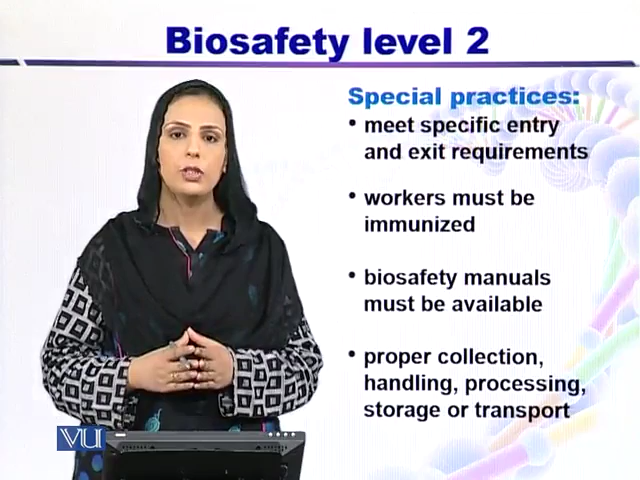 Biosafety level 2
Special practices:
• meet specific entry
and exit requirements
• workers must be
immunized
• biosafety manuals
must be available
• proper collection,
handling, processing,
storage or transport
VU